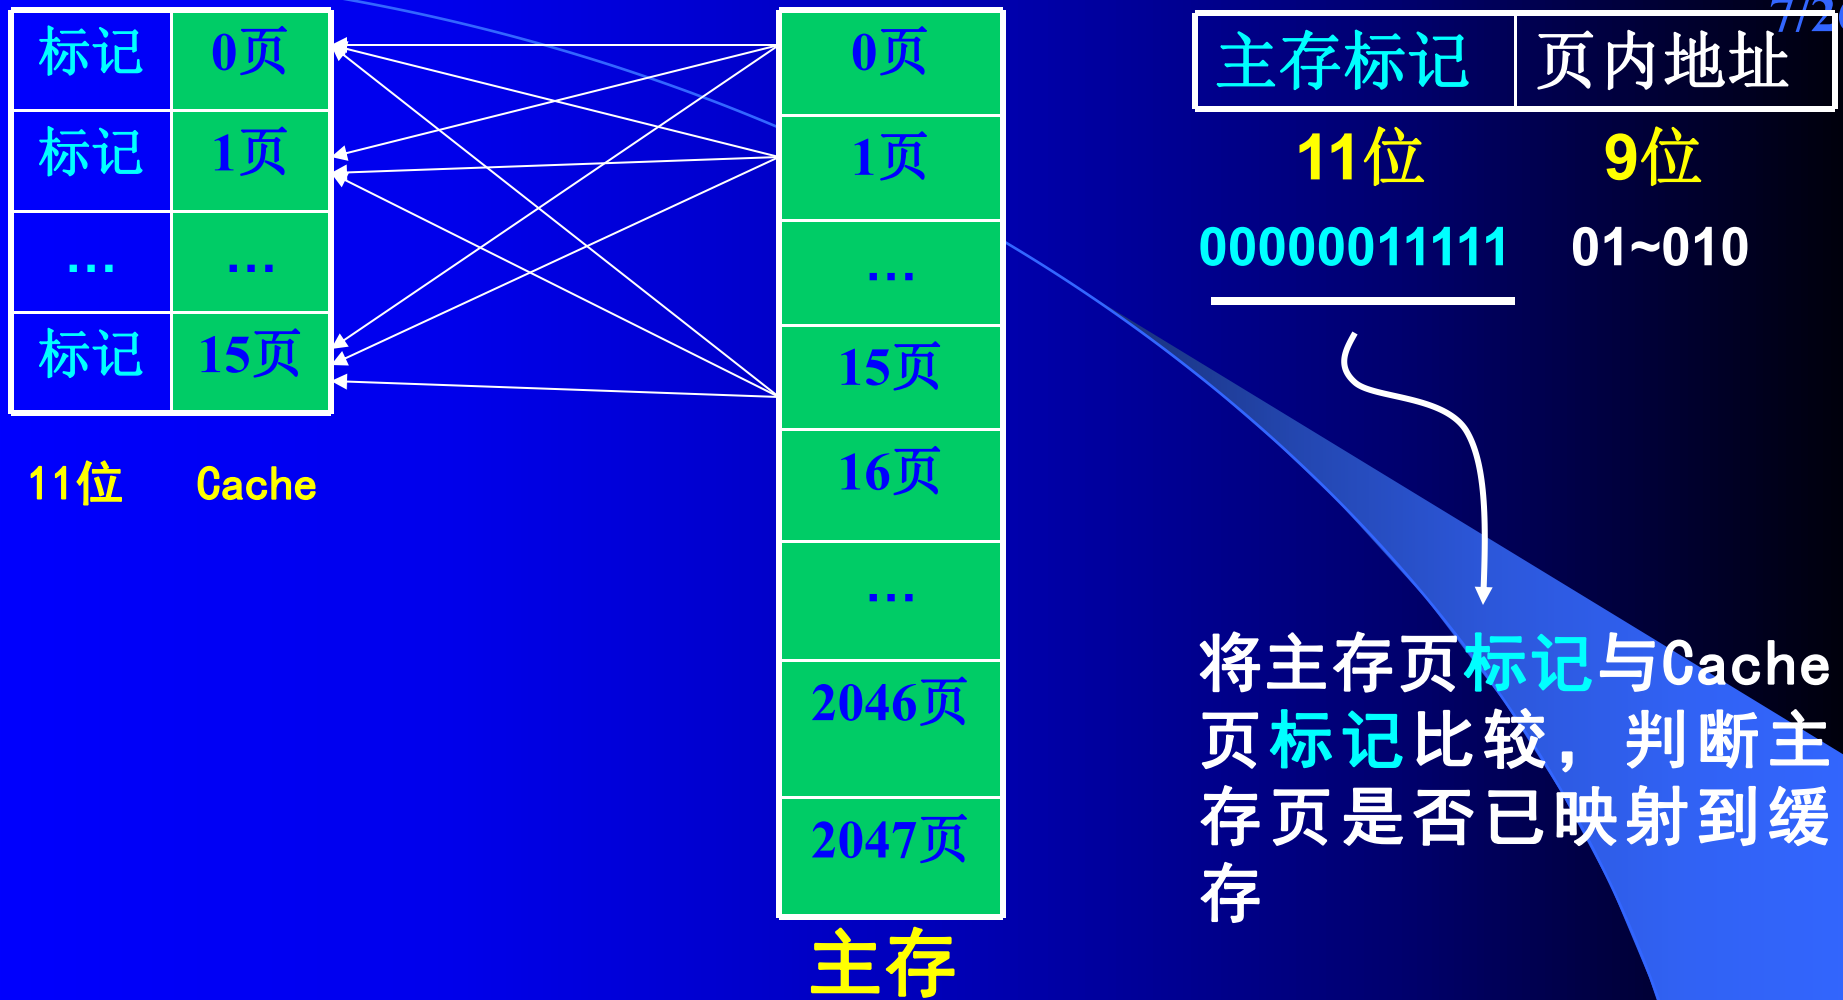 标记 0页
标记 1页
… …
标记 15页
11位 Cache
0页
1页
…
15页
16页
…
2046页
2047页
主存
主存标记 页内地址
11位 9位
00000011111 01~010
将主存页标记与Cache
页标记比较，判断主
存页是否已映射到缓
存